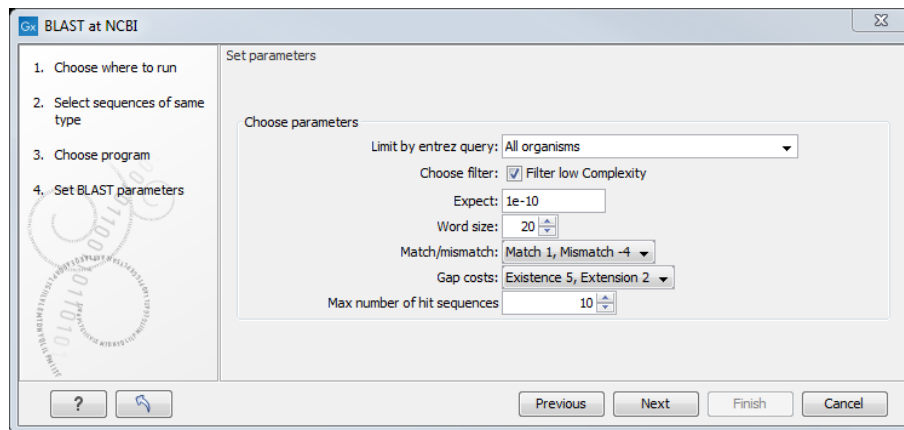 Gx BLAST at NCBI
1. Choose where to run
2. Select sequences of same
type
3. Choose program
4. Set BLAST parameters
Set parameters
Choose parameters
Limit by entrez query: All organisms
Choose filter: Filter low Complexity
Expect: 1e-10
Word size: 20
Match/mismatch: Match 1, Mismatch -4
Gap costs: Existence 5, Extension 2
Max number of hit sequences 10
? Previous Next Finish Cancel